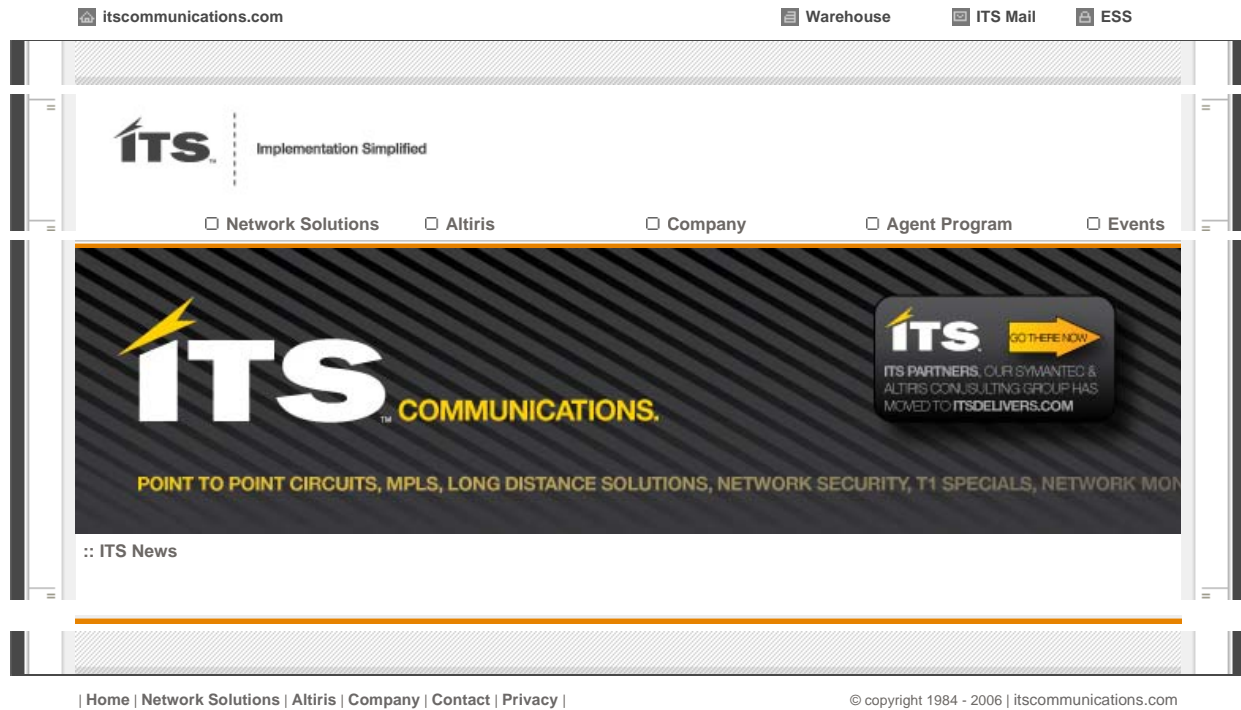 itscommunications.com Warehouse ITS Mail ESS
ITS™ Implementation Simplified
Network Solutions Altiris Company Agent Program Events
ITS™ COMMUNICATIONS.
ITS GO THERE NOW
ITS PARTNERS, OUR SYMANTEC &
ALTIRIS CONUSULTING GROUP HAS
MOVED TO ITSDELIVERS.COM
POINT TO POINT CIRCUITS, MPLS, LONG DISTANCE SOLUTIONS, NETWORK SECURITY, T1 SPECIALS, NETWORK MON
:: ITS News
| Home | Network Solutions | Altiris | Company | Contact | Privacy | © copyright 1984 - 2006 | itscommunications.com